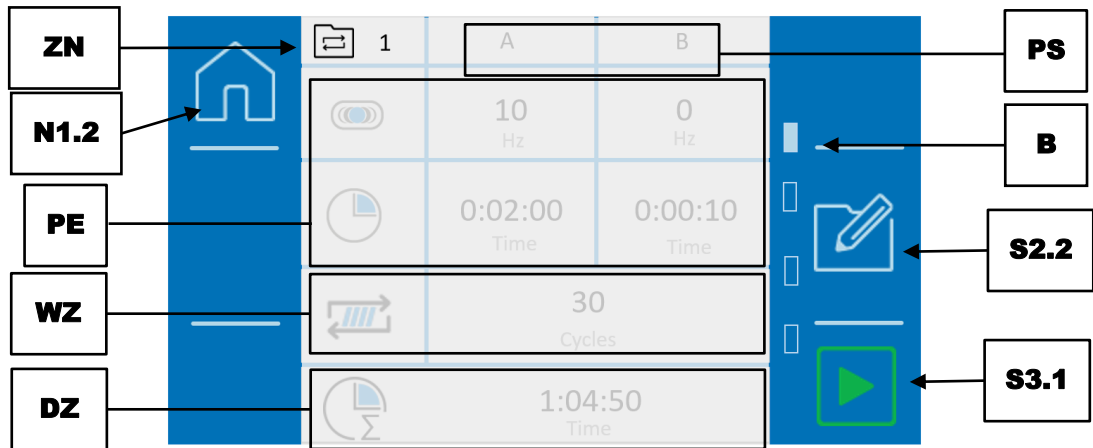 ZN
1
A
B
PS
N1.2
10
Hz
0
Hz
B
PE
0:02:00
Time
0:00:10
Time
S2.2
WZ
30
Cycles
DZ
1:04:50
Time
S3.1
Σ